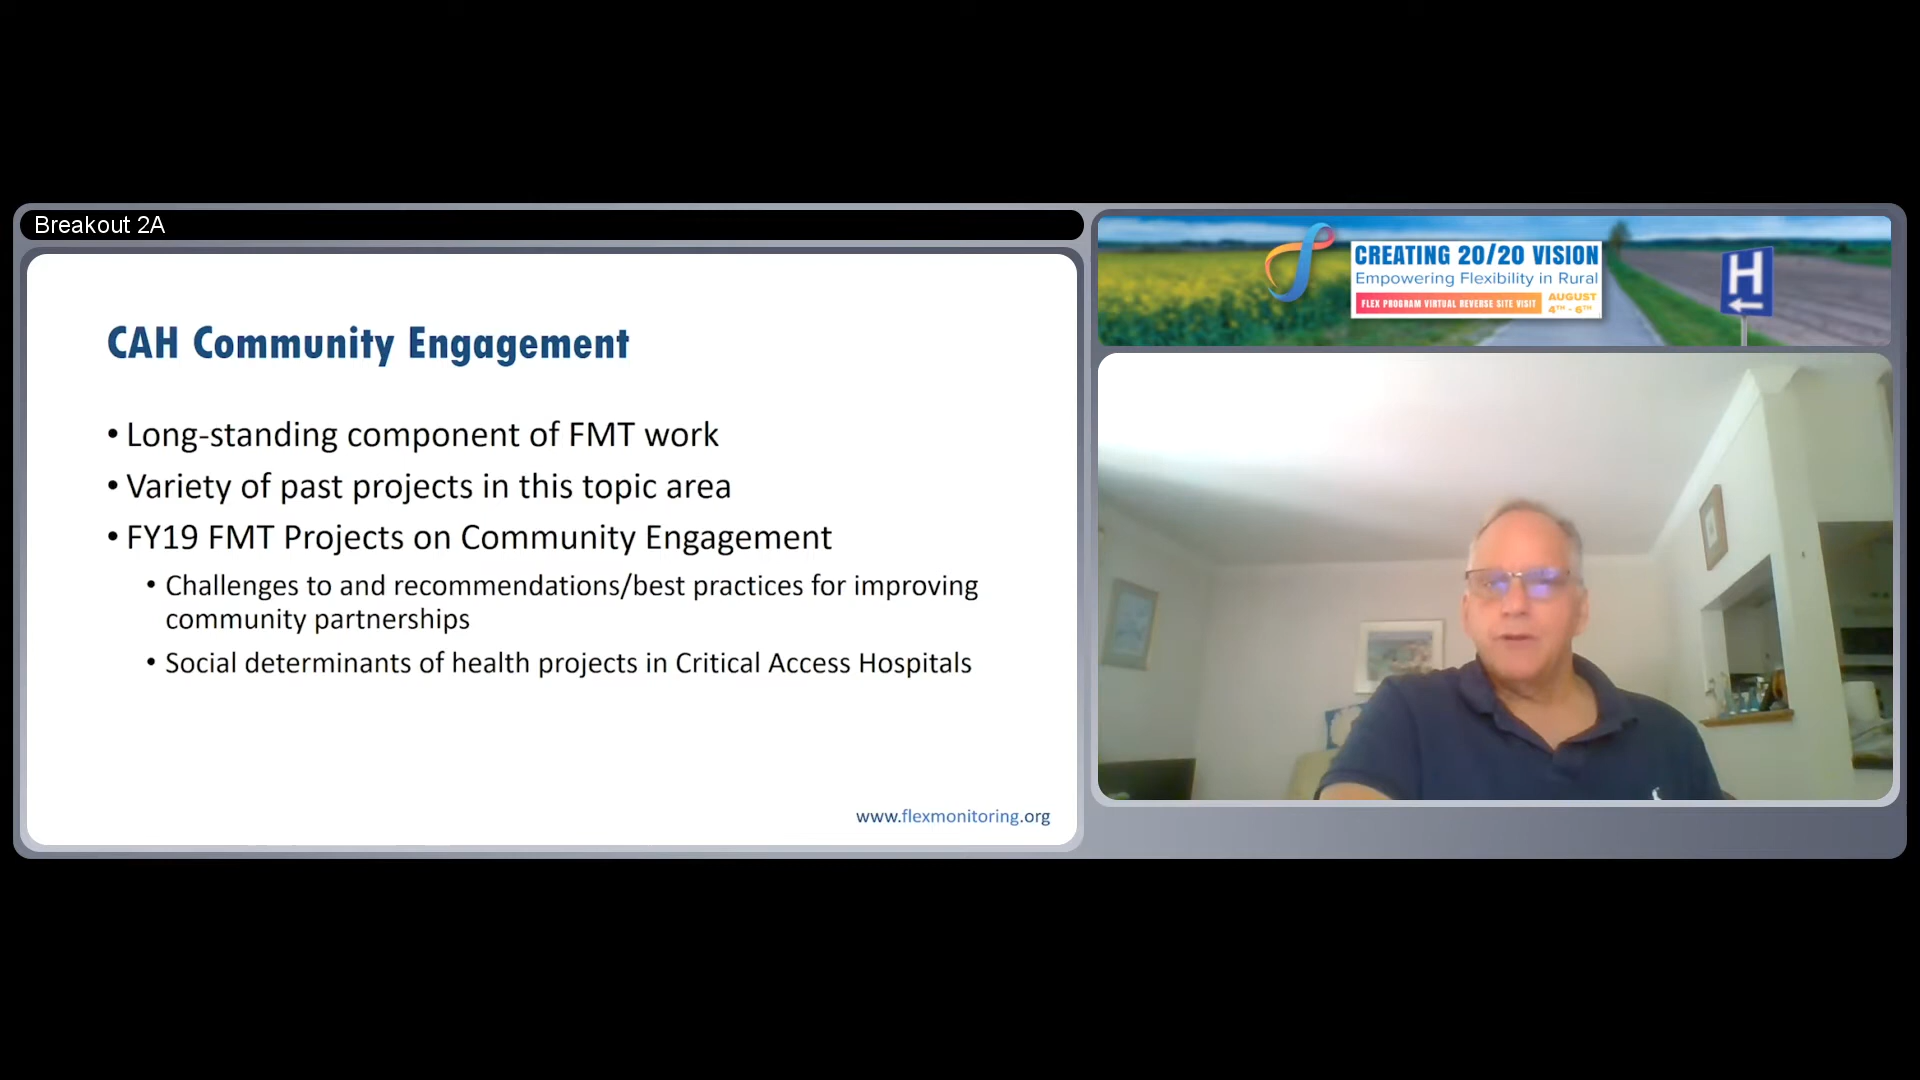 Breakout 2A
CAH Community Engagement
• Long-standing component of FMT work
• Variety of past projects in this topic area
• FY19 FMT Projects on Community Engagement
• Challenges to and recommendations/best practices for improving
community partnerships
• Social determinants of health projects in Critical Access Hospitals
www.flexmonitoring.org
CREATING 20/20 VISION
Empowering Flexibility in Rural
FLEX PROGRAM VIRTUAL REVERSE SITE VISIT
AUGUST
4TH - 6TH
H